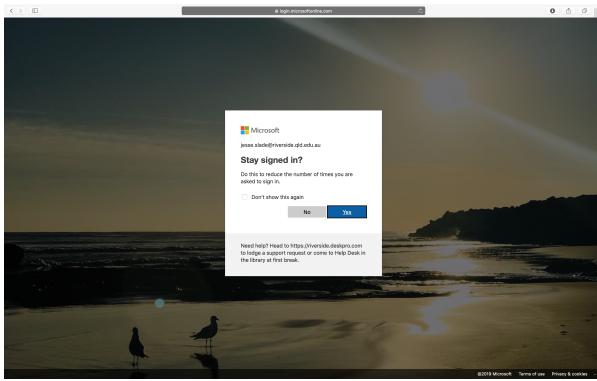 login.microsoftonline.com
Microsoft
jesse.slade@riverside.qld.edu.au
Stay signed in?
Do this to reduce the number of times you are
asked to sign in.
Don't show this again
No
Yes
Need help? Head to https://riverside.deskpro.com
to lodge a support request or come to Help Desk in
the library at first break.
©2019 Microsoft Terms of use Privacy & cookies